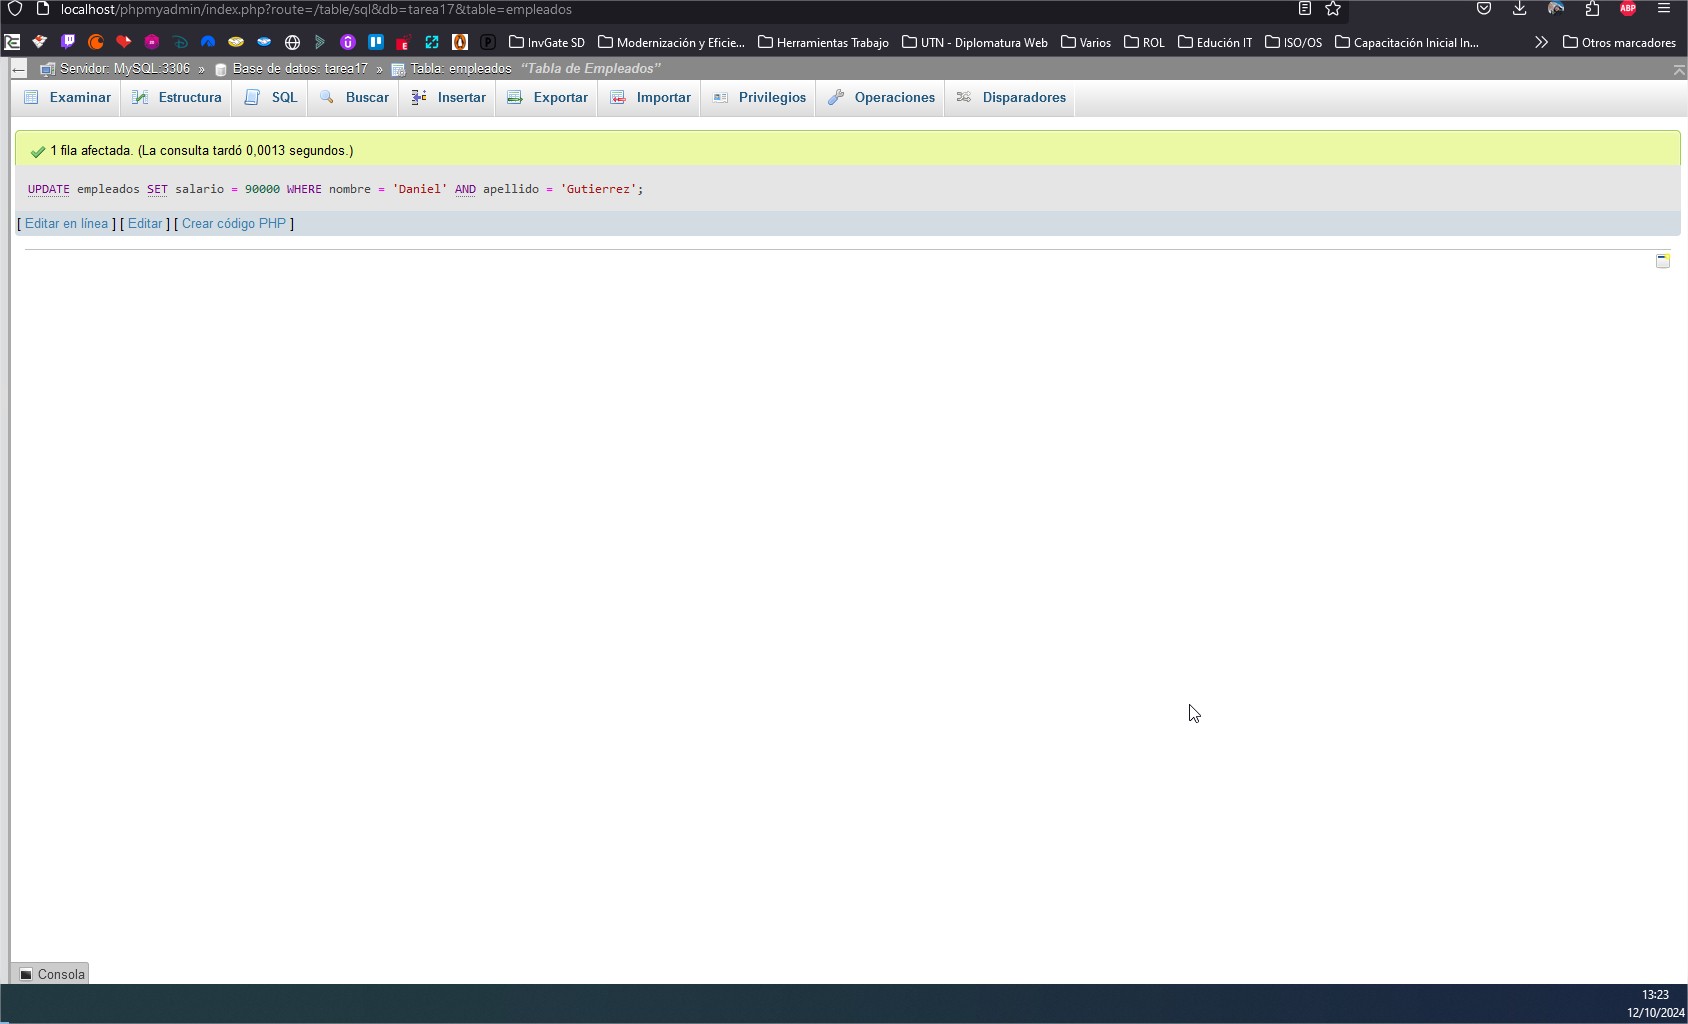 localhost/phpmyadmin/index.php?route=/table/sql&db=tarea17&table=empleados
ABP
InvGate SD Modernización y Eficie... Herramientas Trabajo UTN - Diplomatura Web Varios ROL Edución IT ISO/OS Capacitación Inicial In... Otros marcadores
Servidor: MySQL:3306 » Base de datos: tarea17 » Tabla: empleados “Tabla de Empleados”
Examinar Estructura SQL Buscar Insertar Exportar Importar Privilegios Operaciones Disparadores
1 fila afectada. (La consulta tardó 0,0013 segundos.)
UPDATE empleados SET salario = 90000 WHERE nombre = 'Daniel' AND apellido = 'Gutierrez';
[ Editar en línea ] [ Editar ] [ Crear código PHP ]
Consola
13:23
12/10/2024